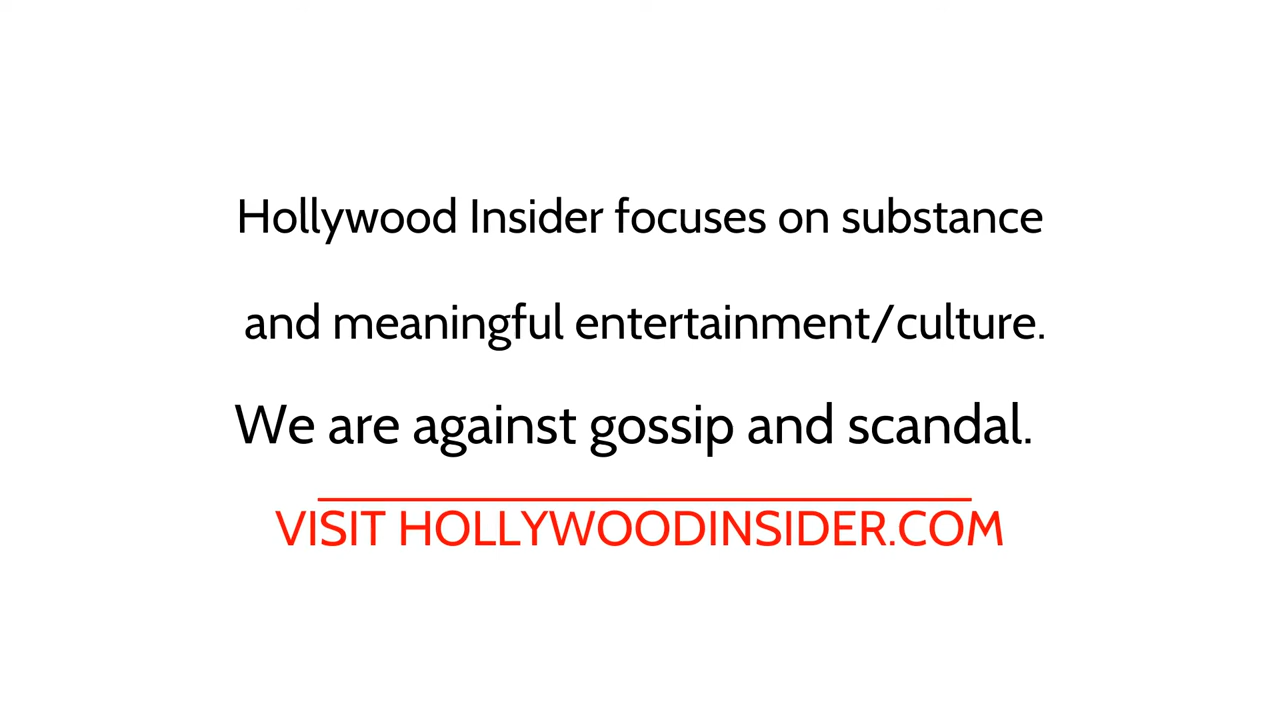 Hollywood Insider focuses on substance
and meaningful entertainment/culture.
We are against gossip and scandal.
VISIT HOLLYWOODINSIDER.COM